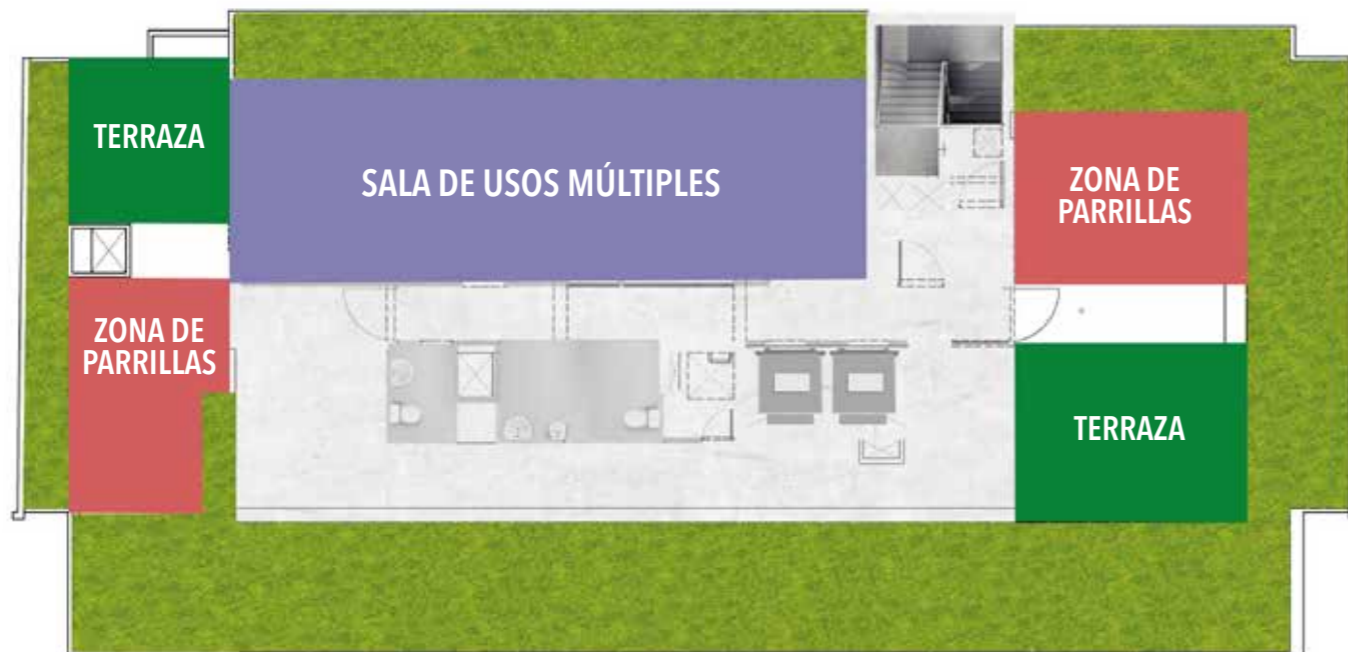 TERRAZA
SALA DE USOS MÚLTIPLES
ZONA DE
PARRILLAS
ZONA DE
PARRILLAS
TERRAZA